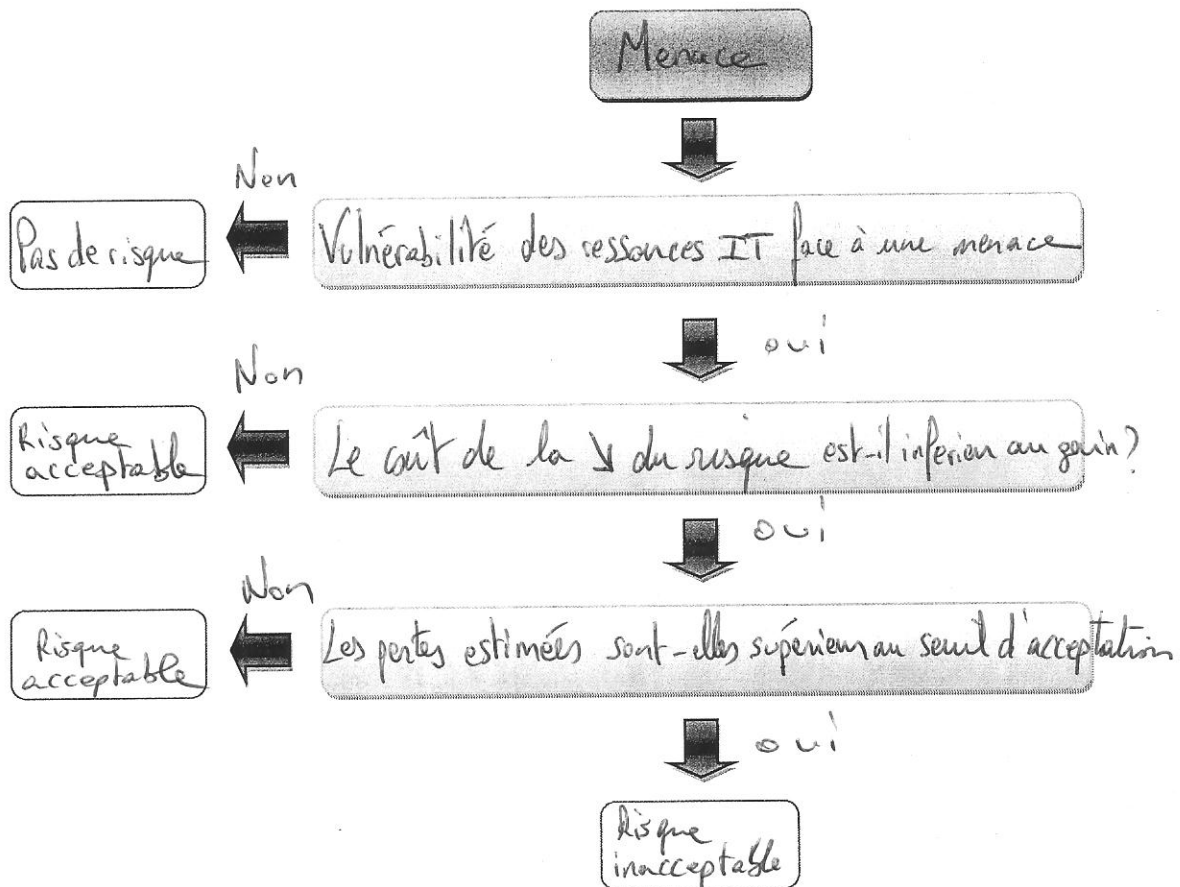 Menace
Non
Pas de risque
Vulnérabilité des ressources IT face à une menace
oui
Non
Risque
acceptable
Le coût de la ↘ du risque est-il inférieur au gain?
oui
Non
Risque
acceptable
Les pertes estimées sont-elles supérieur au seuil d'acceptation
oui
Risque
inacceptable